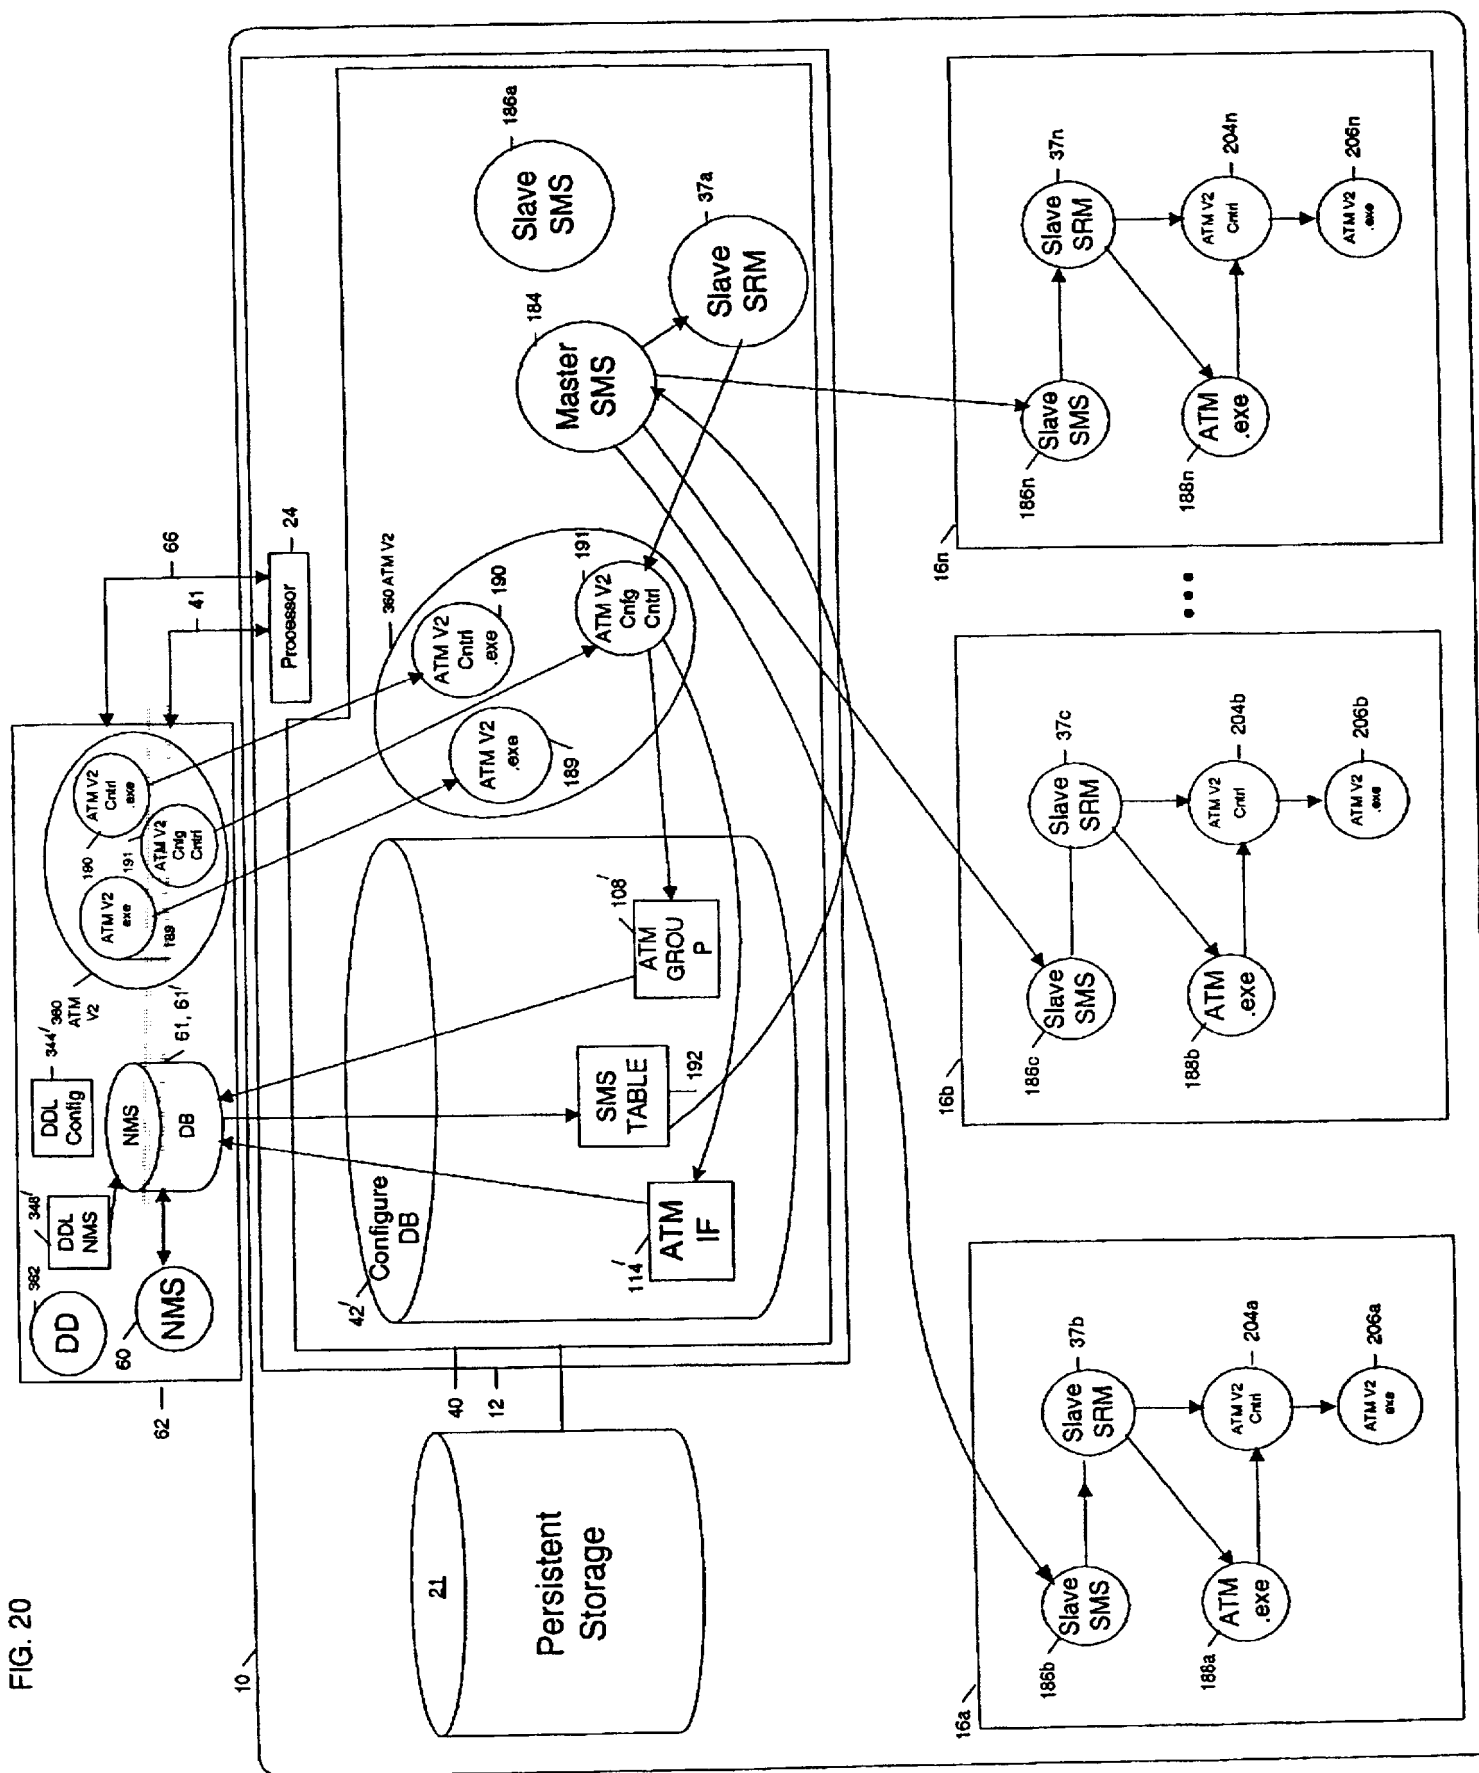 FIG. 20
62
DD
362
60
NMS
348'
DDL
NMS
344'
DDL
Config
NMS
DB
61, 61'
61'
360
ATM
V2
ATM V2
.exe
189
190
ATM V2
Cntrl
.exe
191
ATM V2
Cnfg
Cntrl
66
41
24
Processor
10
21
Persistent
Storage
40
12
42'
Configure
DB
114'
ATM
IF
SMS
TABLE
192
108'
ATM
GROU
P
360 ATM V2
ATM V2
.exe
189
ATM V2
Cntrl
.exe
190
191
ATM V2
Cnfg
Cntrl
184
Master
SMS
186a
Slave
SMS
37a
Slave
SRM
16a
186b
Slave
SMS
37b
Slave
SRM
188a
ATM
.exe
204a
ATM V2
Cntrl
206a
ATM V2
exe
16b
186c
Slave
SMS
37c
Slave
SRM
188b
ATM
.exe
204b
ATM V2
Cntrl
206b
ATM V2
.exe
16n
186n
Slave
SMS
37n
Slave
SRM
188n
ATM
.exe
204n
ATM V2
Cntrl
206n
ATM V2
.exe